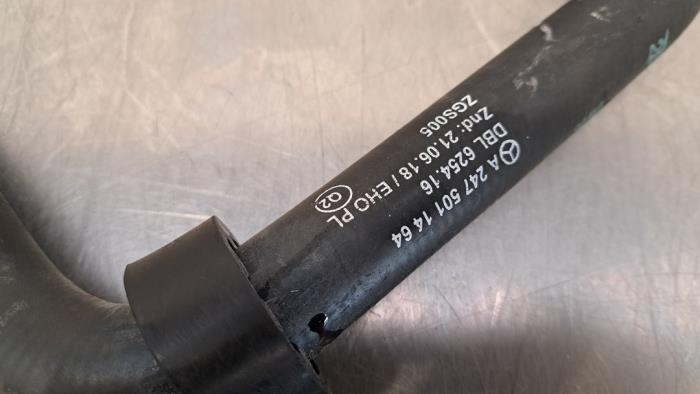 A 247 501 14 64
DBL 6254.16
Znd: 21.06.18 / EHO PL
Q2
ZGS005